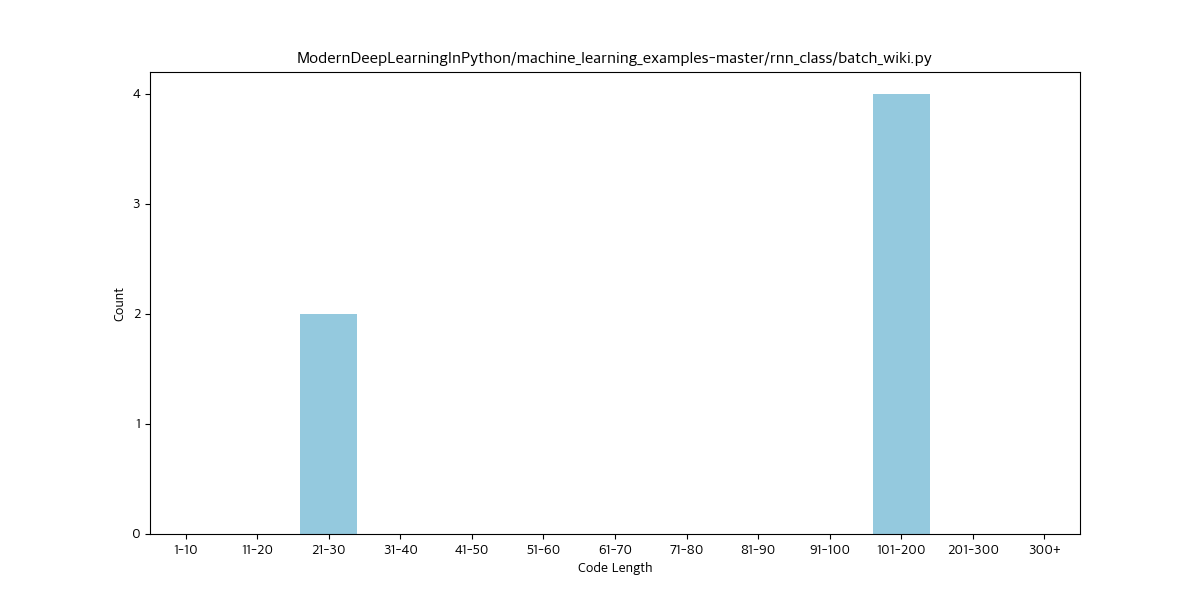 ModernDeepLearningInPython/machine_learning_examples-master/rnn_class/batch_wiki.py
4
3
2
1
0
Count
1-10 11-20 21-30 31-40 41-50 51-60 61-70 71-80 81-90 91-100 101-200 201-300 300+
Code Length